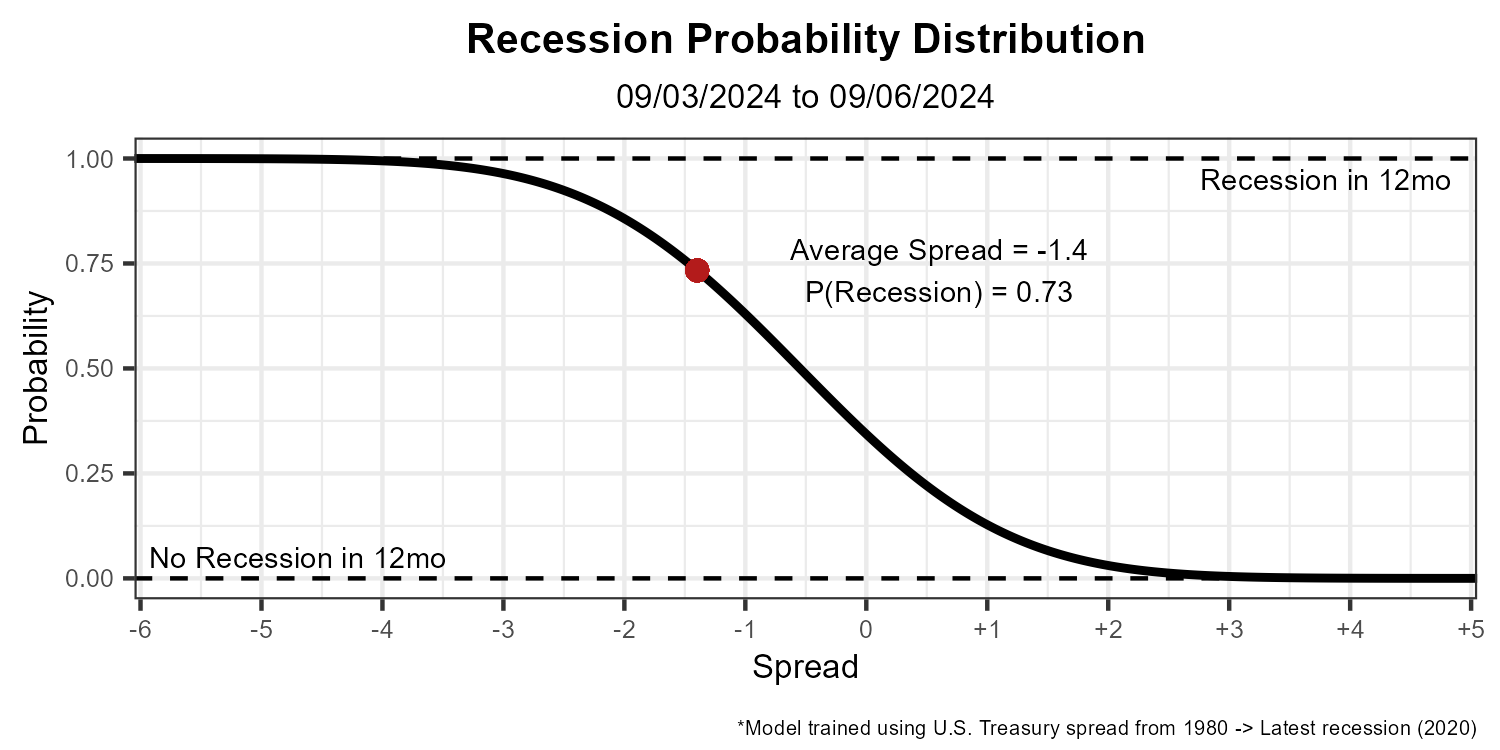 Recession Probability Distribution
09/03/2024 to 09/06/2024
Probability
1.00
0.75
0.50
0.25
0.00
Recession in 12mo
Average Spread = -1.4
P(Recession) = 0.73
No Recession in 12mo
-6 -5 -4 -3 -2 -1 0 +1 +2 +3 +4 +5
Spread
*Model trained using U.S. Treasury spread from 1980 -> Latest recession (2020)